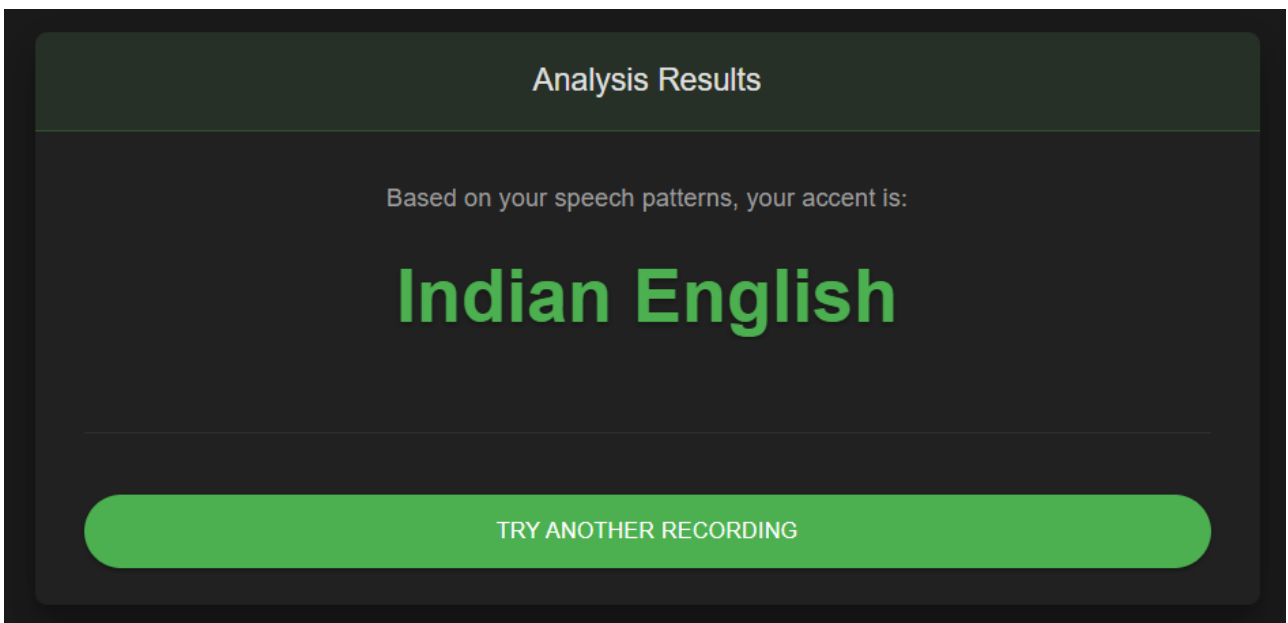 Analysis Results
Based on your speech patterns, your accent is:
Indian English
TRY ANOTHER RECORDING